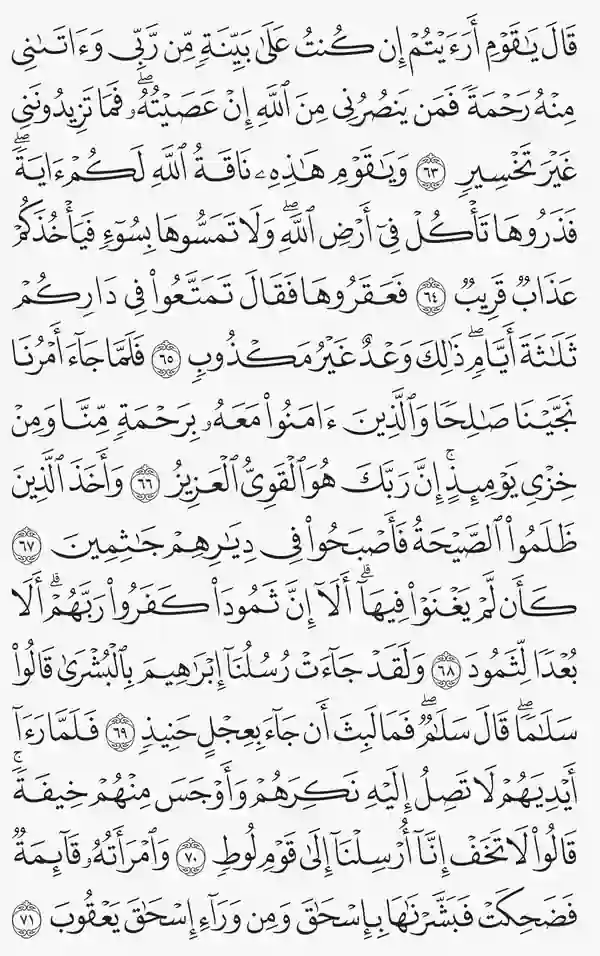 قَالَ يَٰقَوْمِ أَرَءَيْتُمْ إِن كُنتُ عَلَىٰ بَيِّنَةٍ مِّن رَّبِّي وَءَاتَىٰنِي
مِنْهُ رَحْمَةً فَمَن يَنصُرُنِي مِنَ ٱللَّهِ إِنْ عَصَيْتُهُۥۖ فَمَا تَزِيدُونَنِي
غَيْرَ تَخْسِيرٍ ٦٣ وَيَٰقَوْمِ هَٰذِهِۦ نَاقَةُ ٱللَّهِ لَكُمْ ءَايَةًۖ
فَذَرُوهَا تَأْكُلْ فِيٓ أَرْضِ ٱللَّهِۖ وَلَا تَمَسُّوهَا بِسُوٓءٍ فَيَأْخُذَكُمْ
عَذَابٌ قَرِيبٌ ٦٤ فَعَقَرُوهَا فَقَالَ تَمَتَّعُوا۟ فِي دَارِكُمْ
ثَلَٰثَةَ أَيَّامٍۖ ذَٰلِكَ وَعْدٌ غَيْرُ مَكْذُوبٍ ٦٥ فَلَمَّا جَآءَ أَمْرُنَا
نَجَّيْنَا صَٰلِحًا وَٱلَّذِينَ ءَامَنُوا۟ مَعَهُۥ بِرَحْمَةٍ مِّنَّا وَمِنْ
خِزْيِ يَوْمِئِذٍۚ إِنَّ رَبَّكَ هُوَ ٱلْقَوِيُّ ٱلْعَزِيزُ ٦٦ وَأَخَذَ ٱلَّذِينَ
ظَلَمُوا۟ ٱلصَّيْحَةُ فَأَصْبَحُوا۟ فِي دِيَٰرِهِمْ جَٰثِمِينَ ٦٧
كَأَن لَّمْ يَغْنَوْا۟ فِيهَآۗ أَلَآ إِنَّ ثَمُودَا۟ كَفَرُوا۟ رَبَّهُمْۗ أَلَا
بُعْدًا لِّثَمُودَ ٦٨ وَلَقَدْ جَآءَتْ رُسُلُنَآ إِبْرَٰهِيمَ بِٱلْبُشْرَىٰ قَالُوا۟
سَلَٰمًاۖ قَالَ سَلَٰمٌۖ فَمَا لَبِثَ أَن جَآءَ بِعِجْلٍ حَنِيذٍ ٦٩ فَلَمَّا رَءَآ
أَيْدِيَهُمْ لَا تَصِلُ إِلَيْهِ نَكِرَهُمْ وَأَوْجَسَ مِنْهُمْ خِيفَةًۚ
قَالُوا۟ لَا تَخَفْ إِنَّآ أُرْسِلْنَآ إِلَىٰ قَوْمِ لُوطٍ ٧٠ وَٱمْرَأَتُهُۥ قَآئِمَةٌ
فَضَحِكَتْ فَبَشَّرْنَٰهَا بِإِسْحَٰقَ وَمِن وَرَآءِ إِسْحَٰقَ يَعْقُوبَ ٧١